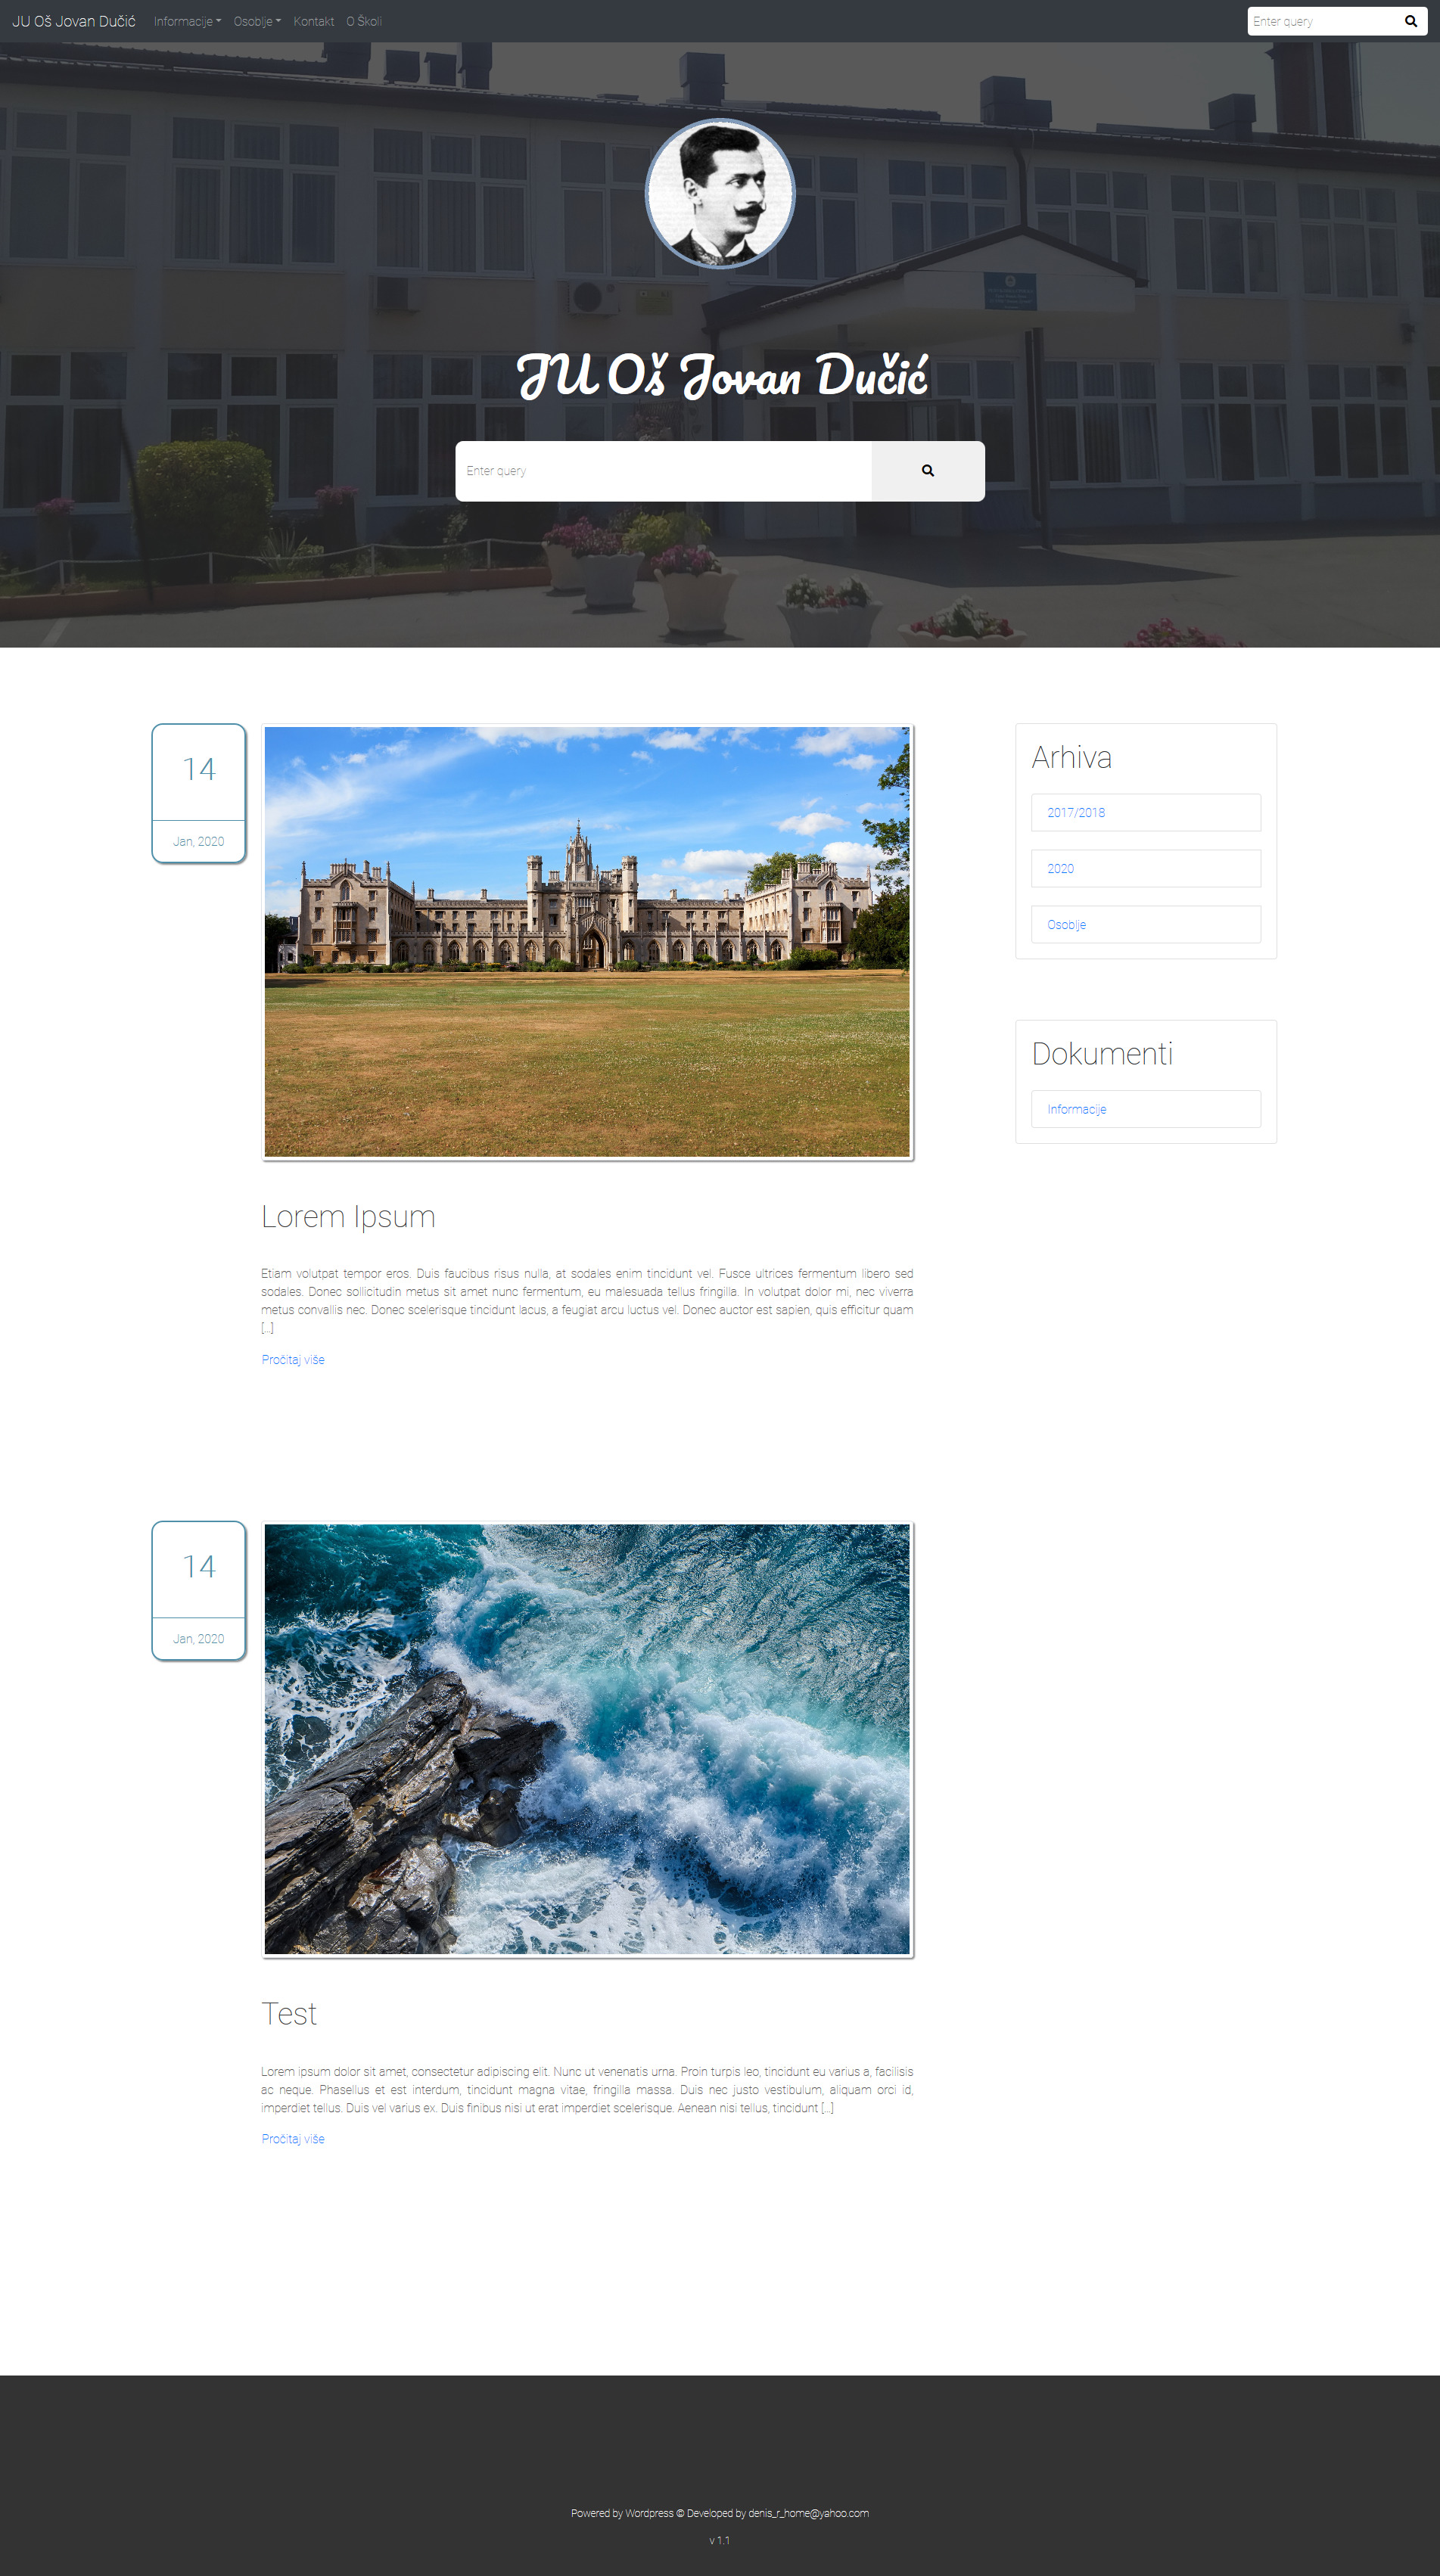 JU Oš Jovan Dučić Informacije Osoblje Kontakt O Školi Enter query
JU Oš Jovan Dučić
Enter query
14
Jan, 2020
Lorem Ipsum
Etiam volutpat tempor eros. Duis faucibus risus nulla, at sodales enim tincidunt vel. Fusce ultrices fermentum libero sed
sodales. Donec sollicitudin metus sit amet nunc fermentum, eu malesuada tellus fringilla. In volutpat dolor mi, nec viverra
metus convallis nec. Donec scelerisque tincidunt lacus, a feugiat arcu luctus vel. Donec auctor est sapien, quis efficitur quam
[...]
Pročitaj više
14
Jan, 2020
Test
Lorem ipsum dolor sit amet, consectetur adipiscing elit. Nunc ut venenatis urna. Proin turpis leo, tincidunt eu varius a, facilisis
ac neque. Phasellus et est interdum, tincidunt magna vitae, fringilla massa. Duis nec justo vestibulum, aliquam orci id,
imperdiet tellus. Duis vel varius ex. Duis finibus nisi ut erat imperdiet scelerisque. Aenean nisi tellus, tincidunt [...]
Pročitaj više
Arhiva
2017/2018
2020
Osoblje
Dokumenti
Informacije
Powered by Wordpress © Developed by denis_r_home@yahoo.com
v 1.1